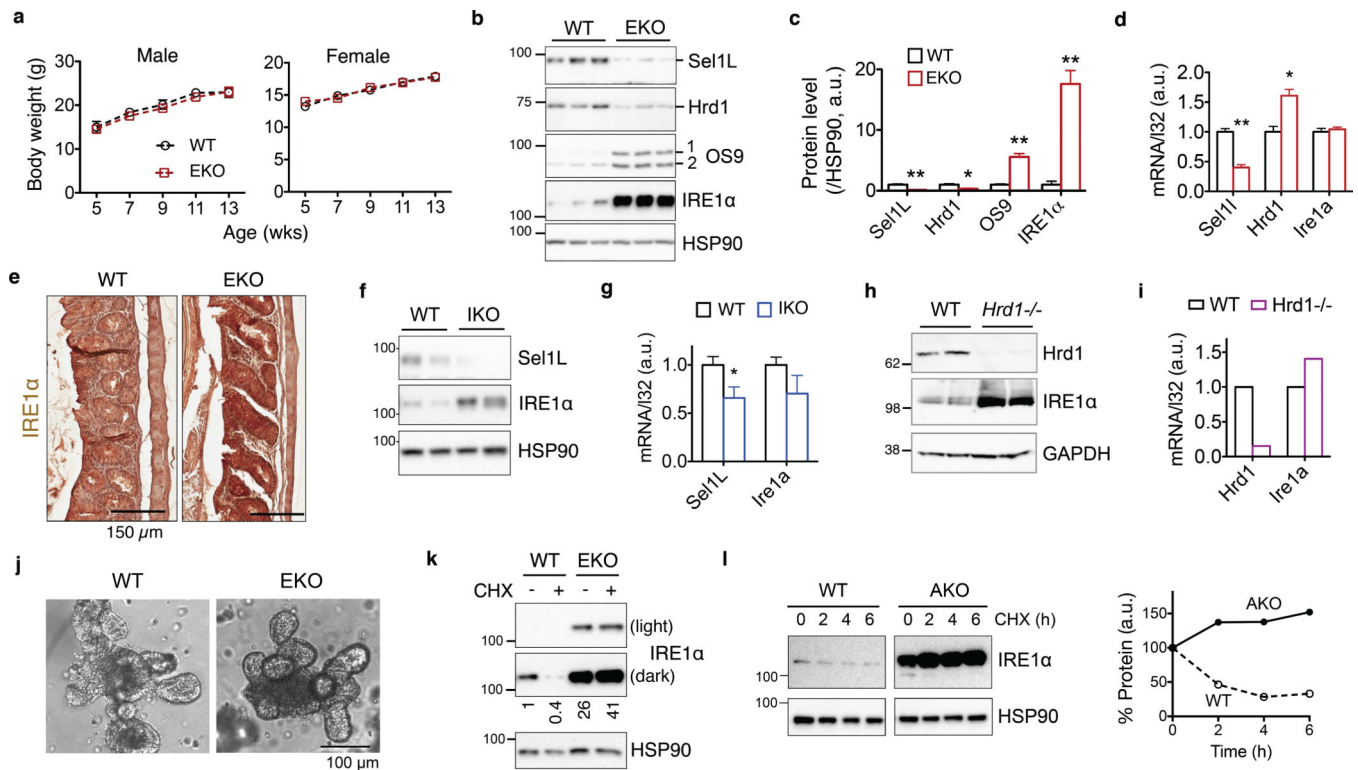 a
Male
Female
Body weight (g)
30
20
10
0
20
15
10
5
0
WT
EKO
5 7 9 11 13
5 7 9 11 13
Age (wks)
b
WT EKO
100
Sel1L
75
Hrd1
100
1
2
OS9
100
IRE1α
100
HSP90
c
WT
EKO
Protein level
(/HSP90, a.u.)
20
10
0
**
*
**
**
Sel1L
Hrd1
OS9
IRE1α
d
mRNA/l32 (a.u.)
2.0
1.5
1.0
0.5
0.0
**
*
Sel1l
Hrd1
Ire1a
e
WT EKO
IRE1α
150 µm
f
WT IKO
100
Sel1L
100
IRE1α
100
HSP90
g
WT IKO
mRNA/l32 (a.u.)
1.0
0.5
0.0
*
Sel1L
Ire1a
h
WT Hrd1-/-
62
Hrd1
98
IRE1α
38
GAPDH
i
WT Hrd1-/-
mRNA/l32 (a.u.)
1.5
1.0
0.5
0.0
Hrd1
Ire1a
j
WT EKO
100 µm
k
WT EKO
CHX - + - +
100
(light)
IRE1α
100
(dark)
1 0.4 26 41
100
HSP90
l
WT AKO
0 2 4 6 0 2 4 6 CHX (h)
100
IRE1α
100
HSP90
% Protein (a.u.)
150
100
50
0
AKO
WT
0 2 4 6
Time (h)